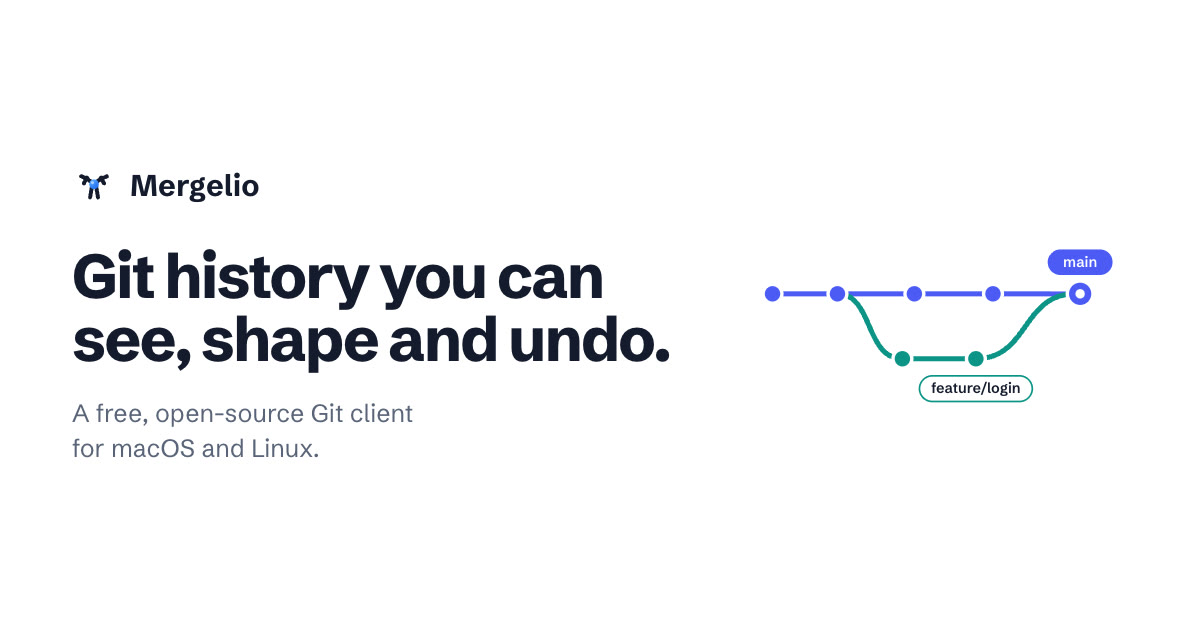 Mergelio
Git history you can
see, shape and undo.
A free, open-source Git client
for macOS and Linux.
main
feature/login